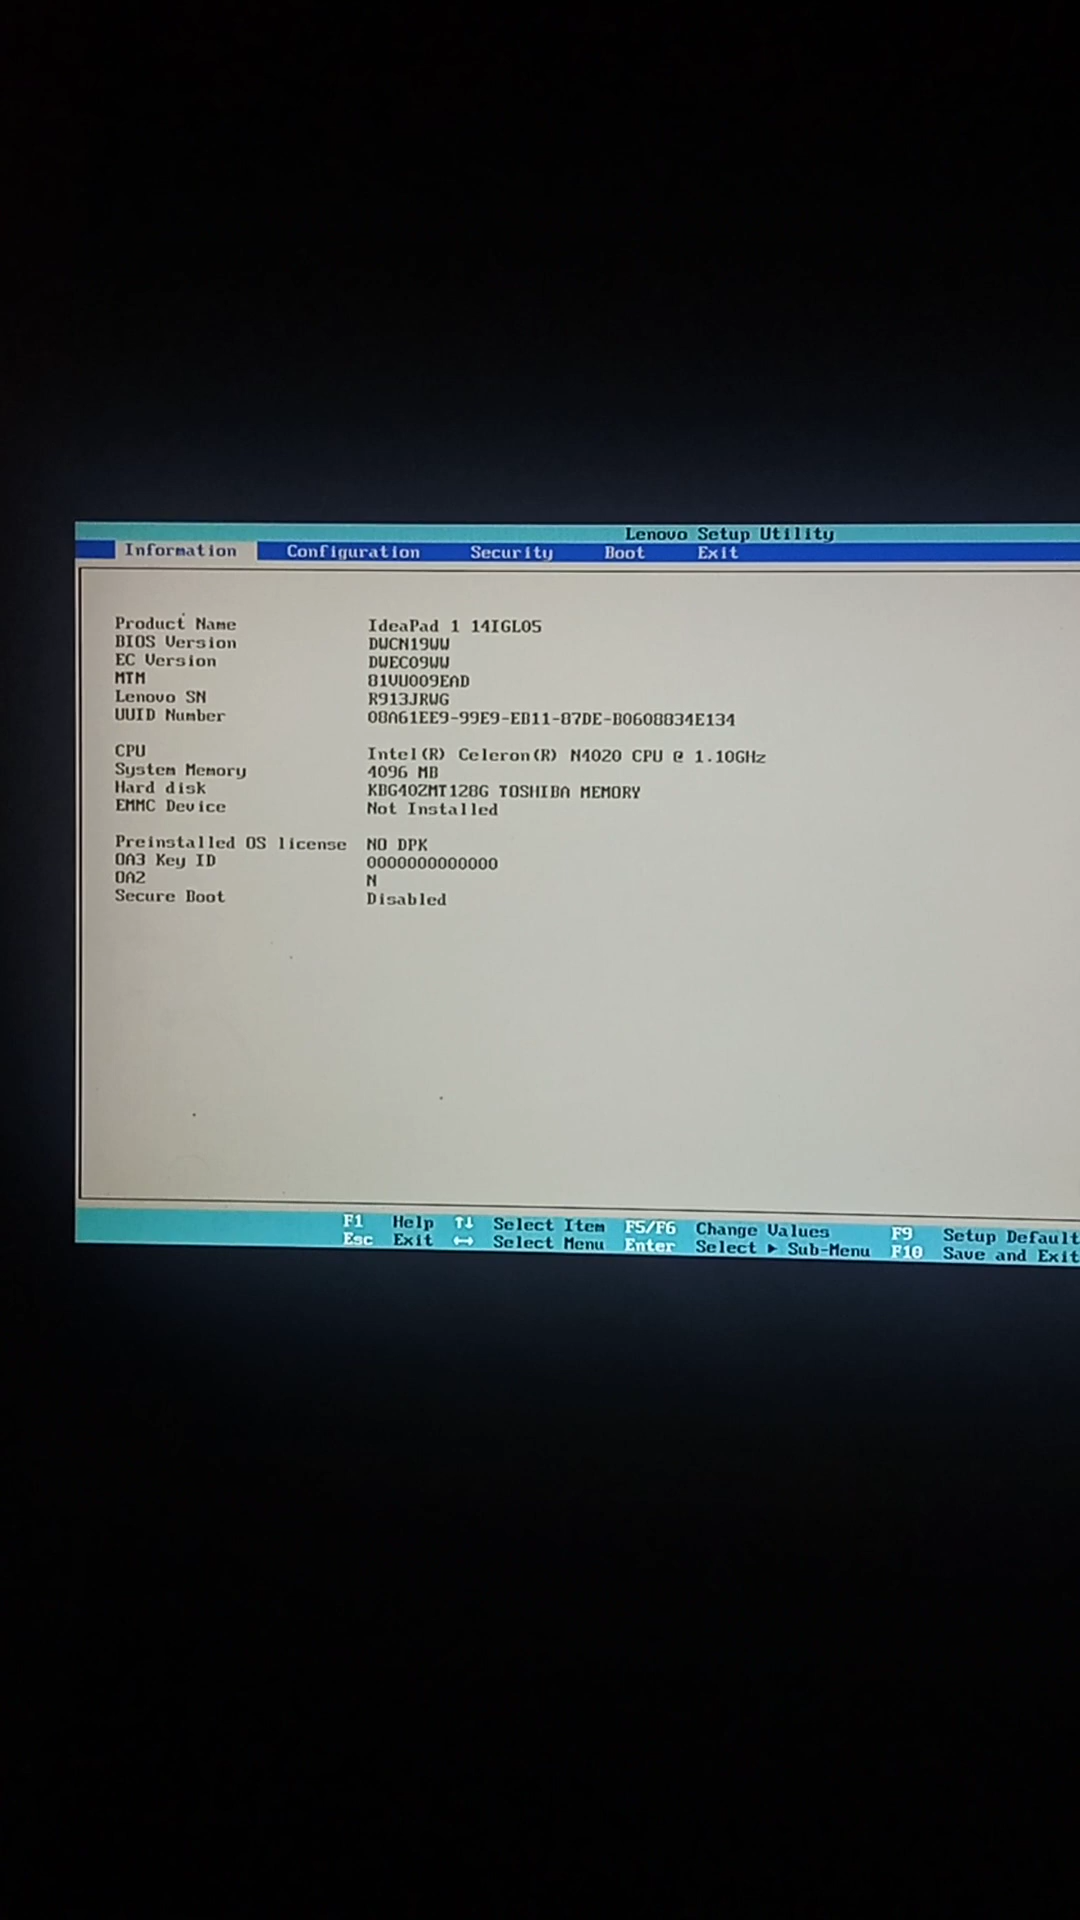 Lenovo Setup Utility
Information Configuration Security Boot Exit
Product Name IdeaPad 1 14IGL05
BIOS Version DWCN19WW
EC Version DWEC09WW
MTM 81VU009EAD
Lenovo SN R913JRWG
UUID Number 08A61EE9-99E9-EB11-87DE-B0608834E134
CPU Intel(R) Celeron(R) N4020 CPU @ 1.10GHz
System Memory 4096 MB
Hard disk KBG40ZMT128G TOSHIBA MEMORY
EMMC Device Not Installed
Preinstalled OS license NO DPK
OA3 Key ID 0000000000000
OA2 N
Secure Boot Disabled
F1 Help ↑↓ Select Item F5/F6 Change Values F9 Setup Default
Esc Exit ↔ Select Menu Enter Select ▶ Sub-Menu F10 Save and Exit